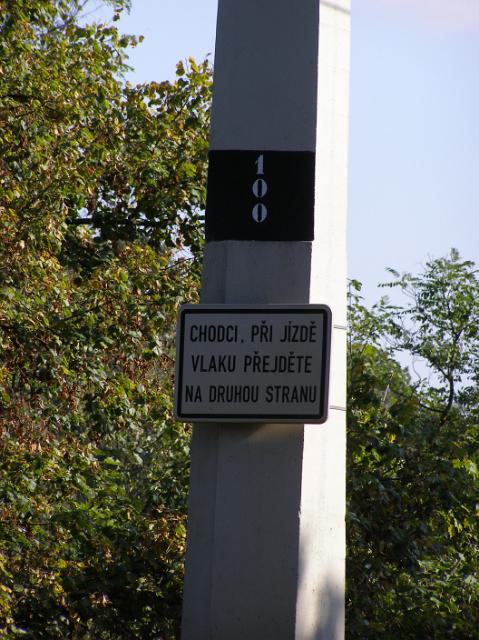 1
0
0
CHODCI, PŘI JÍZDĚ
VLAKU PŘEJDĚTE
NA DRUHOU STRANU